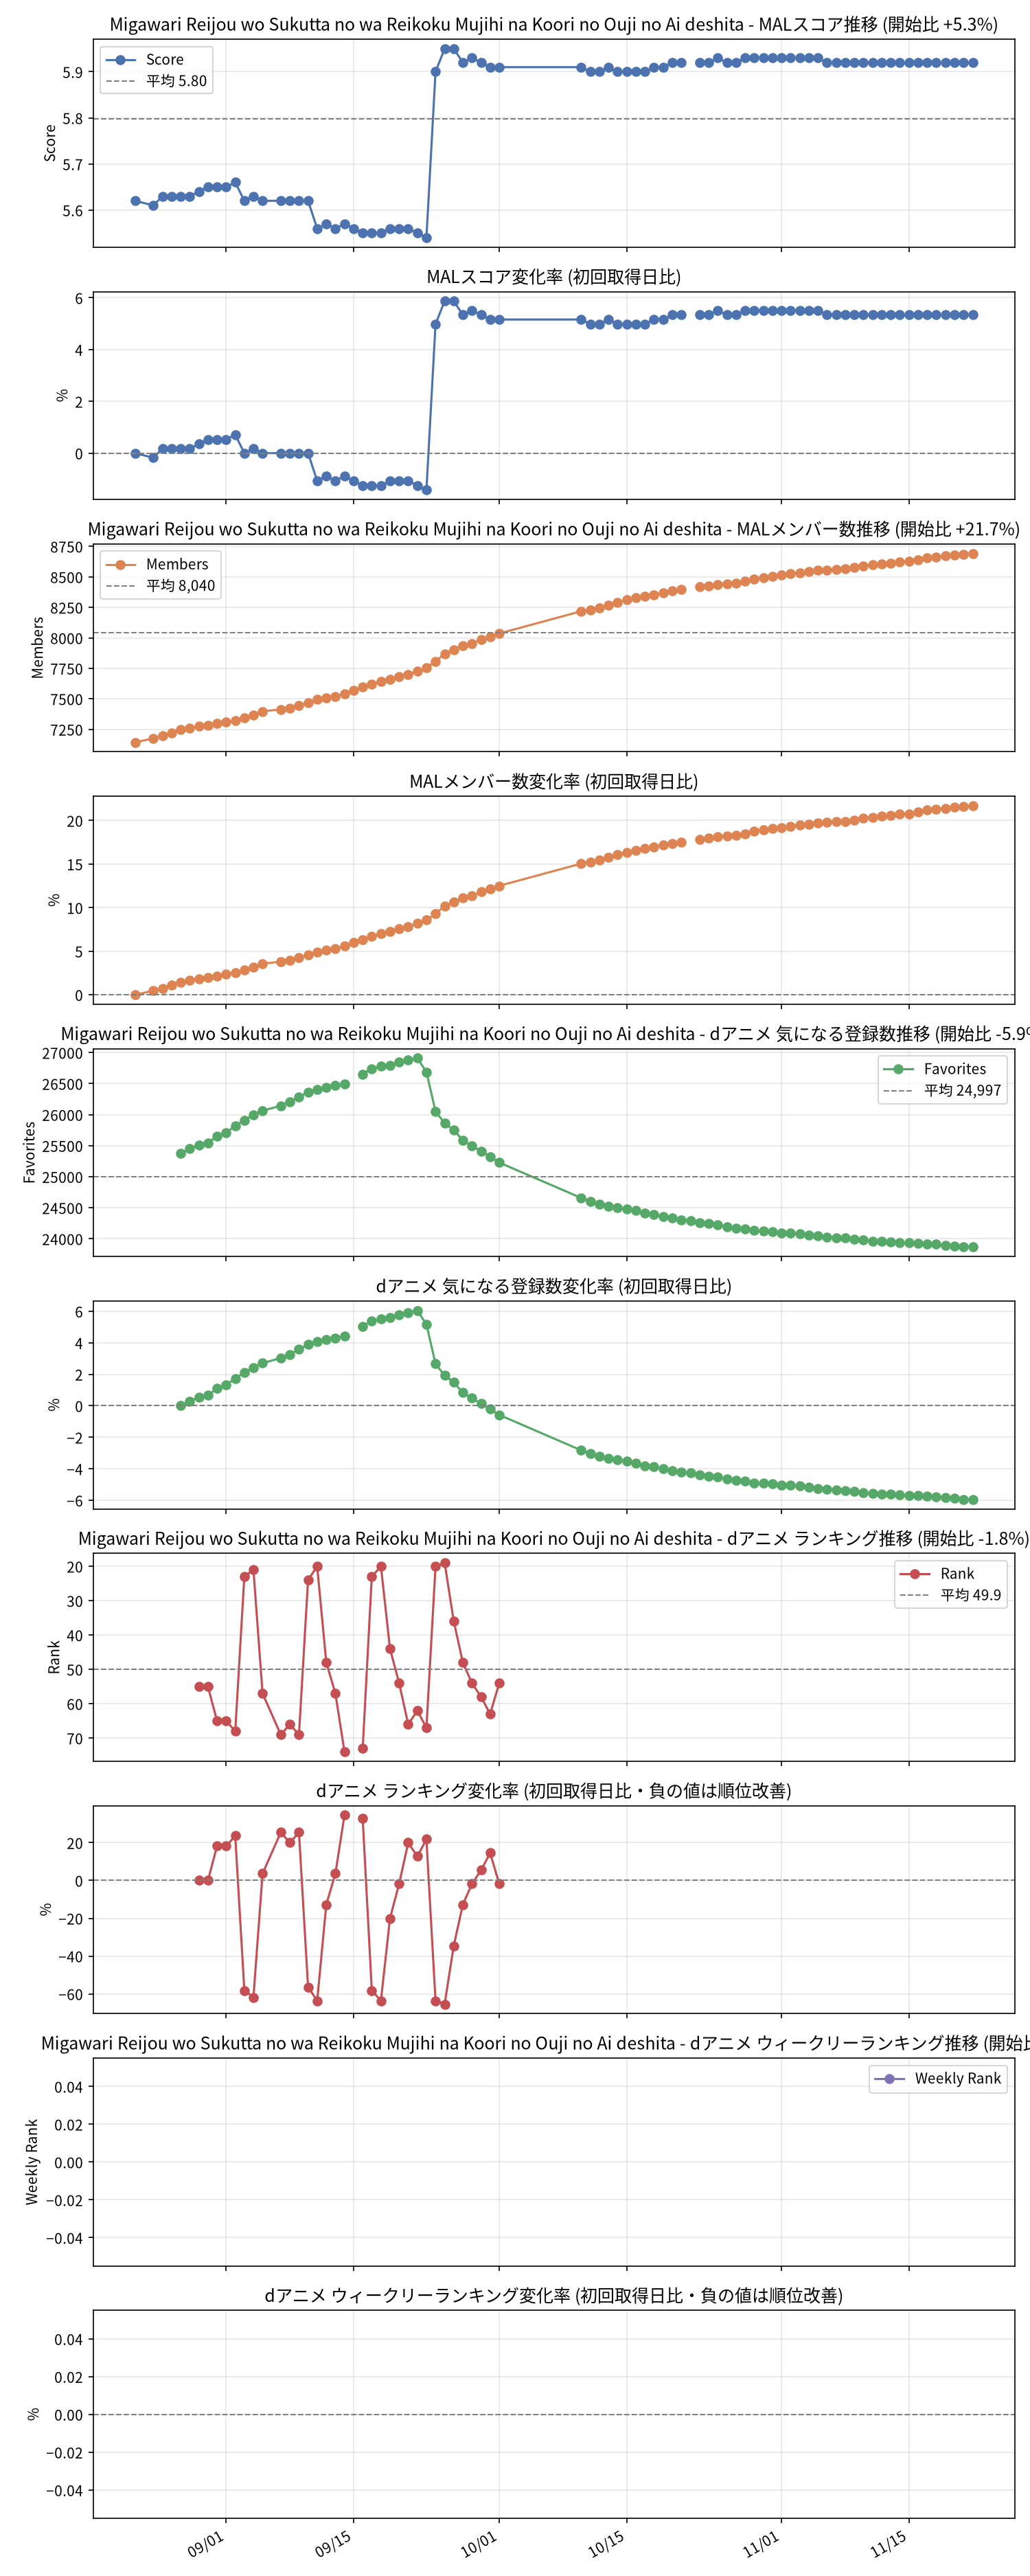 Migawari Reijou wo Sukutta no wa Reikoku Mujihi na Koori no Ouji no Ai deshita - MALスコア推移 (開始比 +5.3%)
Score
平均 5.80
5.9
5.8
5.7
5.6
Score
MALスコア変化率 (初回取得日比)
6
4
2
0
%
Migawari Reijou wo Sukutta no wa Reikoku Mujihi na Koori no Ouji no Ai deshita - MALメンバー数推移 (開始比 +21.7%)
Members
平均 8,040
8750
8500
8250
8000
7750
7500
7250
Members
MALメンバー数変化率 (初回取得日比)
20
15
10
5
0
%
Migawari Reijou wo Sukutta no wa Reikoku Mujihi na Koori no Ouji no Ai deshita - dアニメ 気になる登録数推移 (開始比 -5.9%
Favorites
平均 24,997
27000
26500
26000
25500
25000
24500
24000
Favorites
dアニメ 気になる登録数変化率 (初回取得日比)
6
4
2
0
−2
−4
−6
%
Migawari Reijou wo Sukutta no wa Reikoku Mujihi na Koori no Ouji no Ai deshita - dアニメ ランキング推移 (開始比 -1.8%)
Rank
平均 49.9
20
30
40
50
60
70
Rank
dアニメ ランキング変化率 (初回取得日比・負の値は順位改善)
20
0
−20
−40
−60
%
Migawari Reijou wo Sukutta no wa Reikoku Mujihi na Koori no Ouji no Ai deshita - dアニメ ウィークリーランキング推移 (開始比
Weekly Rank
0.04
0.02
0.00
−0.02
−0.04
Weekly Rank
dアニメ ウィークリーランキング変化率 (初回取得日比・負の値は順位改善)
0.04
0.02
0.00
−0.02
−0.04
%
09/01
09/15
10/01
10/15
11/01
11/15